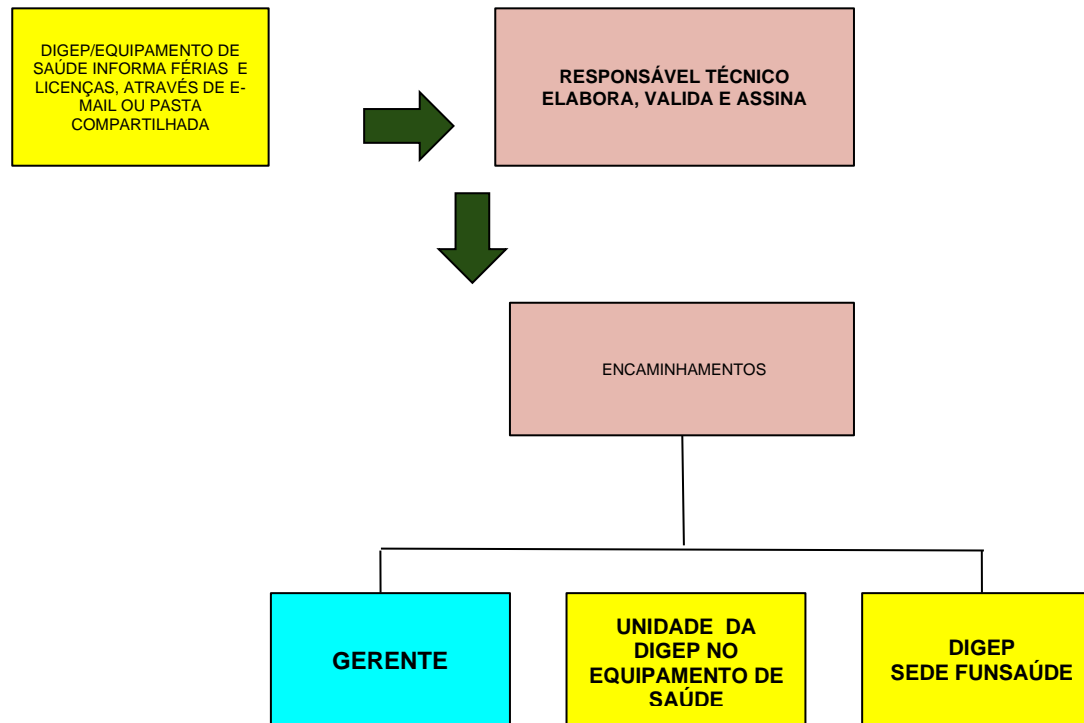 DIGEP/EQUIPAMENTO DE
SAÚDE INFORMA FÉRIAS E
LICENÇAS, ATRAVÉS DE E-
MAIL OU PASTA
COMPARTILHADA
RESPONSÁVEL TÉCNICO
ELABORA, VALIDA E ASSINA
ENCAMINHAMENTOS
GERENTE
UNIDADE DA
DIGEP NO
EQUIPAMENTO DE
SAÚDE
DIGEP
SEDE FUNSAÚDE